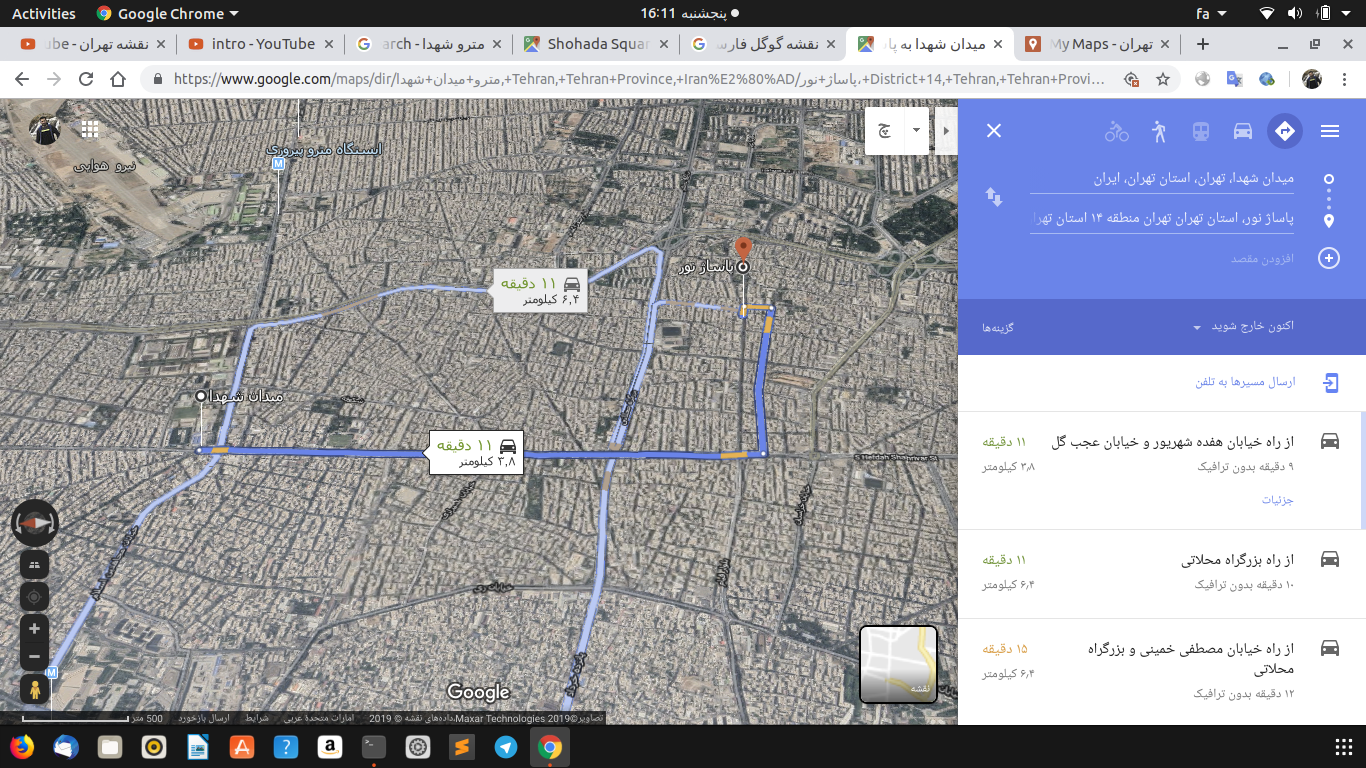 Activities
Google Chrome
پنجشنبه 16:11
fa
نقشه تهران - ube
intro - YouTube
مترو شهدا - arch
Shohada Squar
نقشه گوگل فارس
میدان شهدا به پا
تهران - My Maps
https://www.google.com/maps/dir/مترو+میدان+شهدا,+Tehran,+Tehran+Province,+Iran%E2%80%AD/پاساژ+نور,+District+14,+Tehran,+Tehran+Provi...
میدان شهدا، تهران، استان تهران، ایران
پاساژ نور، استان تهران تهران منطقه ۱۴ استان تهرا
افزودن مقصد
اکنون خارج شوید
گزینه‌ها
ارسال مسیرها به تلفن
از راه خیابان هفده شهریور و خیابان عجب گل
۱۱ دقیقه
۹ دقیقه بدون ترافیک
۳٫۸ کیلومتر
جزئیات
از راه بزرگراه محلاتی
۱۱ دقیقه
۱۰ دقیقه بدون ترافیک
۶٫۴ کیلومتر
از راه خیابان مصطفی خمینی و بزرگراه
محلاتی
۱۵ دقیقه
۶٫۴ کیلومتر
۱۲ دقیقه بدون ترافیک
نیرو هوایی
ایستگاه مترو پیروزی
M
پاساژ نور
۱۱ دقیقه
۶٫۴ کیلومتر
میدان شهدا
۱۱ دقیقه
۳٫۸ کیلومتر
S Hefdah Shahrivar St
M
نقشه
Google
تصاویر©2019 Maxar Technologies،داده‌های نقشه © 2019
امارات متحدهٔ عربی
شرایط
ارسال بازخورد
500 متر